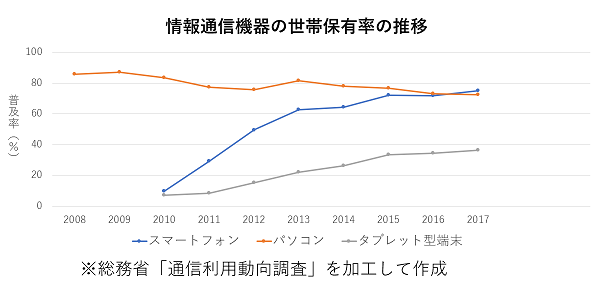 情報通信機器の世帯保有率の推移
普及率（%）
100
80
60
40
20
0
2008 2009 2010 2011 2012 2013 2014 2015 2016 2017
スマートフォン パソコン タブレット型端末
※総務省「通信利用動向調査」を加工して作成